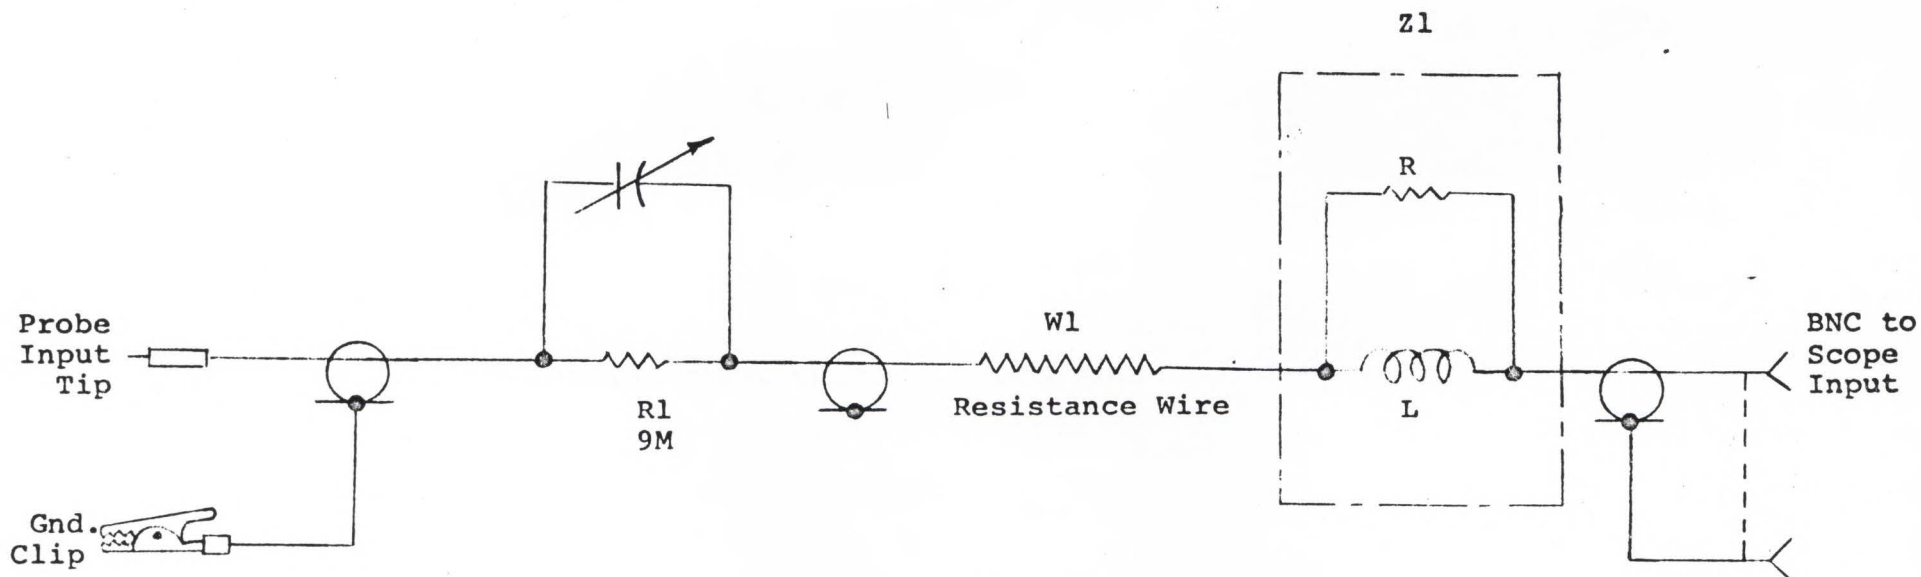 Z1
R
Probe
Input
Tip
W1
BNC to
Scope
Input
R1
9M
Resistance Wire
L
Gnd.
Clip